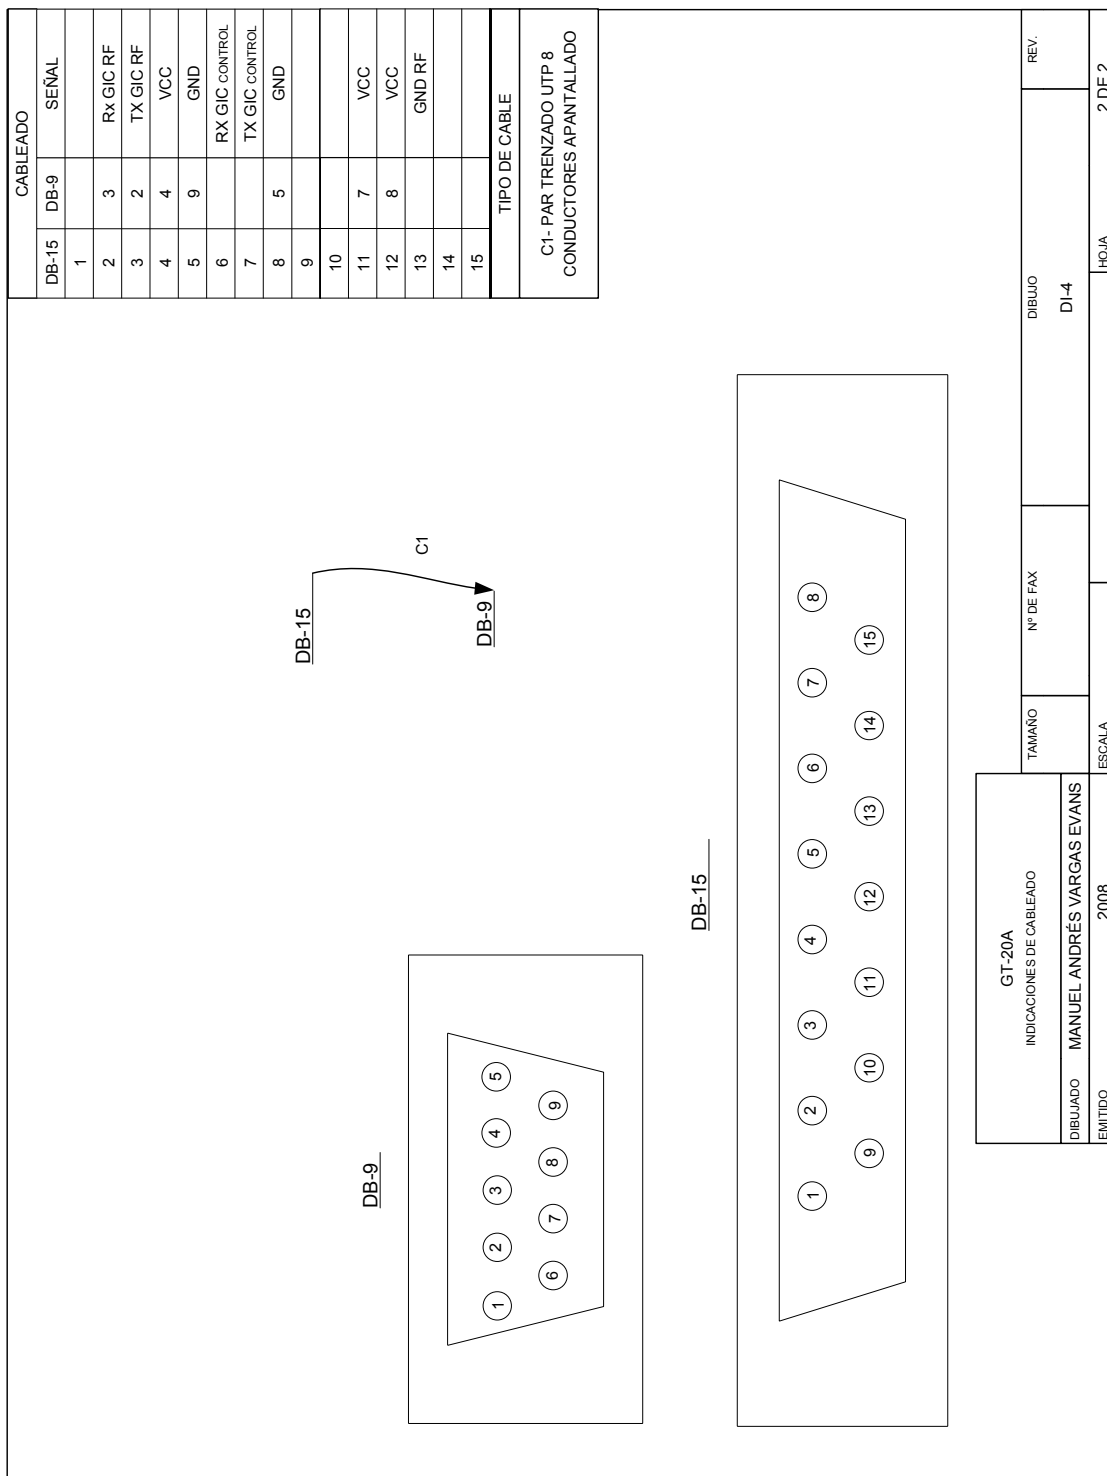 CABLEADO
DB-15 DB-9 SEÑAL
1
2 3 Rx GIC RF
3 2 TX GIC RF
4 4 VCC
5 9 GND
6 RX GIC CONTROL
7 TX GIC CONTROL
8 5 GND
9
10
11 7 VCC
12 8 VCC
13 GND RF
14
15
TIPO DE CABLE
C1- PAR TRENZADO UTP 8
CONDUCTORES APANTALLADO
DB-15
C1
DB-9
DB-9
1 2 3 4 5
6 7 8 9
DB-15
1 2 3 4 5 6 7 8
9 10 11 12 13 14 15
GT-20A
INDICACIONES DE CABLEADO
TAMAÑO Nº DE FAX DIBUJO REV.
DI-4
DIBUJADO MANUEL ANDRÉS VARGAS EVANS
EMITIDO 2008 ESCALA HOJA 2 DE 2